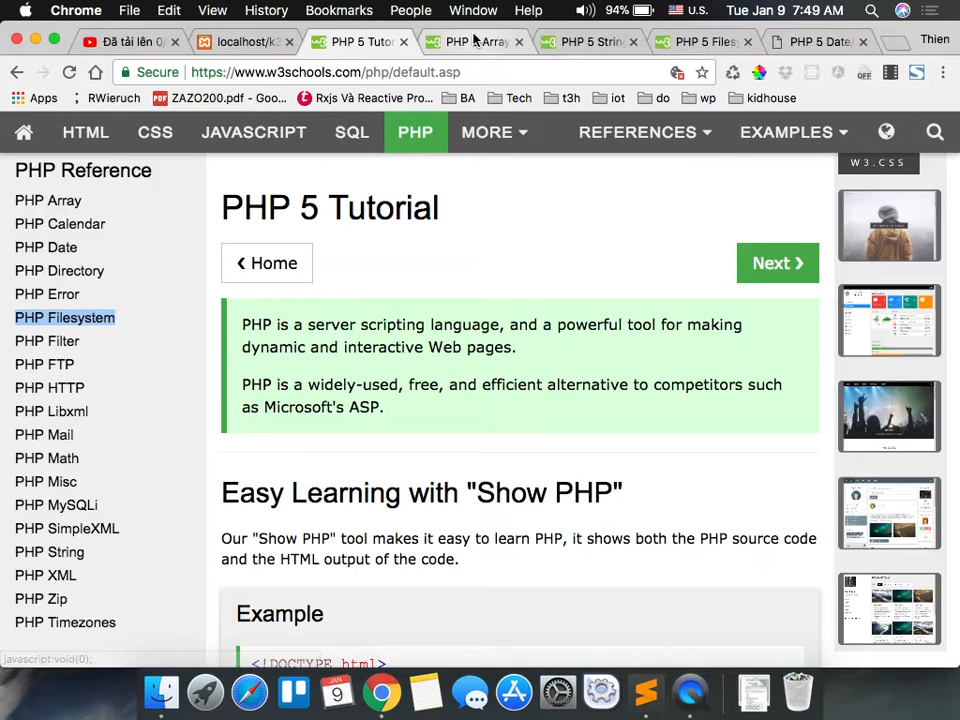 Chrome File Edit View History Bookmarks People Window Help 94% U.S. Tue Jan 9 7:49 AM
Đã tải lên 0/ localhost/k3 PHP 5 Tutor PHP Array PHP 5 Strin PHP 5 Filesy PHP 5 Date/ Thien
Secure https://www.w3schools.com/php/default.asp OFF
Apps RWieruch ZAZO200.pdf - Goo... Rxjs Và Reactive Pro... BA Tech t3h iot do wp kidhouse
HTML CSS JAVASCRIPT SQL PHP MORE REFERENCES EXAMPLES
PHP Reference
PHP Array
PHP Calendar
PHP Date
PHP Directory
PHP Error
PHP Filesystem
PHP Filter
PHP FTP
PHP HTTP
PHP Libxml
PHP Mail
PHP Math
PHP Misc
PHP MySQLi
PHP SimpleXML
PHP String
PHP XML
PHP Zip
PHP Timezones
javascript:void(0);
PHP 5 Tutorial
❮ Home
Next ❯
PHP is a server scripting language, and a powerful tool for making
dynamic and interactive Web pages.
PHP is a widely-used, free, and efficient alternative to competitors such
as Microsoft's ASP.
Easy Learning with "Show PHP"
Our "Show PHP" tool makes it easy to learn PHP, it shows both the PHP source code
and the HTML output of the code.
Example
<!DOCTYPE html>
W3.CSS
JAN
9